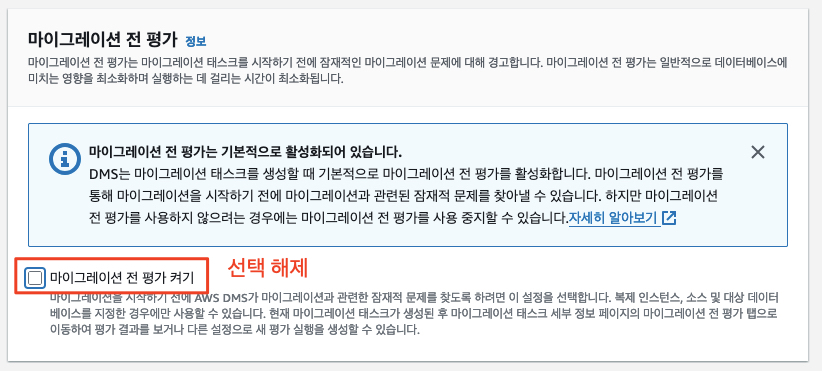 마이그레이션 전 평가 정보
마이그레이션 전 평가는 마이그레이션 태스크를 시작하기 전에 잠재적인 마이그레이션 문제에 대해 경고합니다. 마이그레이션 전 평가는 일반적으로 데이터베이스에
미치는 영향을 최소화하며 실행하는 데 걸리는 시간이 최소화됩니다.
마이그레이션 전 평가는 기본적으로 활성화되어 있습니다.
DMS는 마이그레이션 태스크를 생성할 때 기본적으로 마이그레이션 전 평가를 활성화합니다. 마이그레이션 전 평가를
통해 마이그레이션을 시작하기 전에 마이그레이션과 관련된 잠재적 문제를 찾아낼 수 있습니다. 하지만 마이그레이션
전 평가를 사용하지 않으려는 경우에는 마이그레이션 전 평가를 사용 중지할 수 있습니다.자세히 알아보기
마이그레이션 전 평가 켜기 선택 해제
마이그레이션을 시작하기 전에 AWS DMS가 마이그레이션과 관련한 잠재적 문제를 찾도록 하려면 이 설정을 선택합니다. 복제 인스턴스, 소스 및 대상 데이터
베이스를 지정한 경우에만 사용할 수 있습니다. 현재 마이그레이션 태스크가 생성된 후 마이그레이션 태스크 세부 정보 페이지의 마이그레이션 전 평가 탭으로
이동하여 평가 결과를 보거나 다른 설정으로 새 평가 실행을 생성할 수 있습니다.